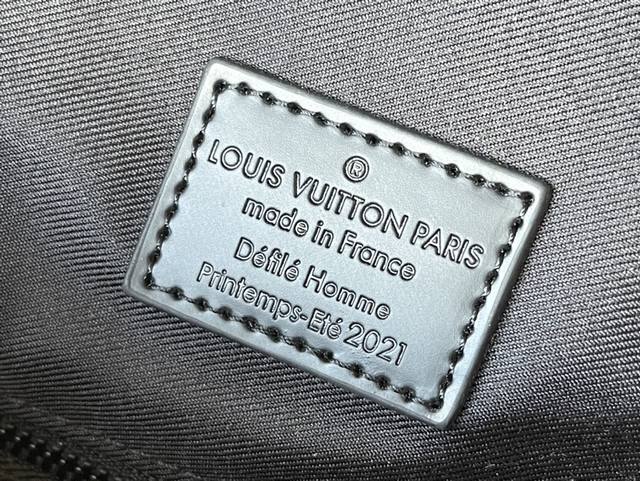 ®
LOUIS VUITTON PARIS
made in France
Défilé Homme
Printemps-Eté 2021